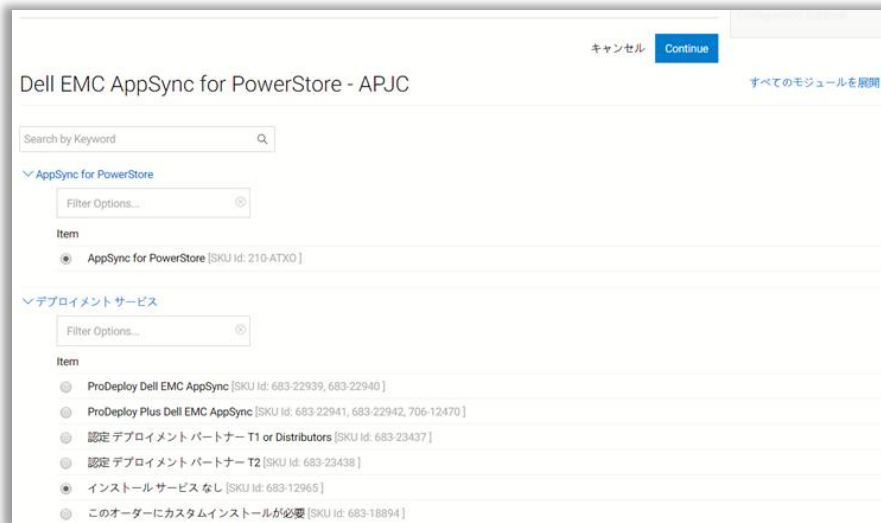 キャンセル Continue
Dell EMC AppSync for PowerStore - APJC すべてのモジュールを展開
Search by Keyword
AppSync for PowerStore
Filter Options...
Item
AppSync for PowerStore [SKU Id: 210-ATXO ]
デプロイメント サービス
Filter Options...
Item
ProDeploy Dell EMC AppSync [SKU Id: 683-22939, 683-22940 ]
ProDeploy Plus Dell EMC AppSync [SKU Id: 683-22941, 683-22942, 706-12470 ]
認定 デプロイメント パートナー T1 or Distributors [SKU Id: 683-23437 ]
認定 デプロイメント パートナー T2 [SKU Id: 683-23438 ]
インストール サービス なし [SKU Id: 683-12965 ]
このオーダーにカスタムインストールが必要 [SKU Id: 683-18894 ]